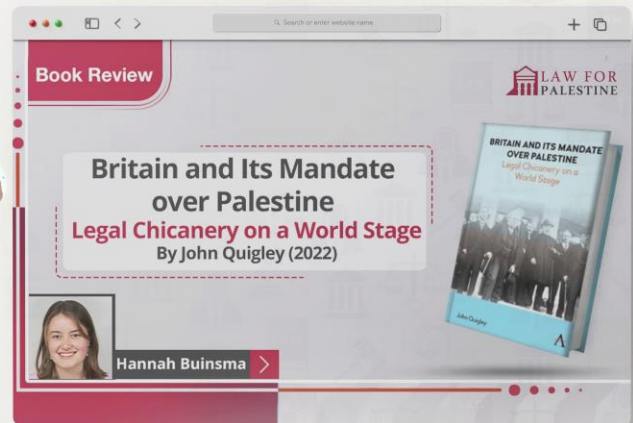 Search or enter website name
Book Review
LAW FOR
PALESTINE
Britain and Its Mandate
over Palestine
Legal Chicanery on a World Stage
By John Quigley (2022)
BRITAIN AND ITS MANDATE
OVER PALESTINE
Legal Chicanery on a
World Stage
John Quigley
Hannah Buinsma